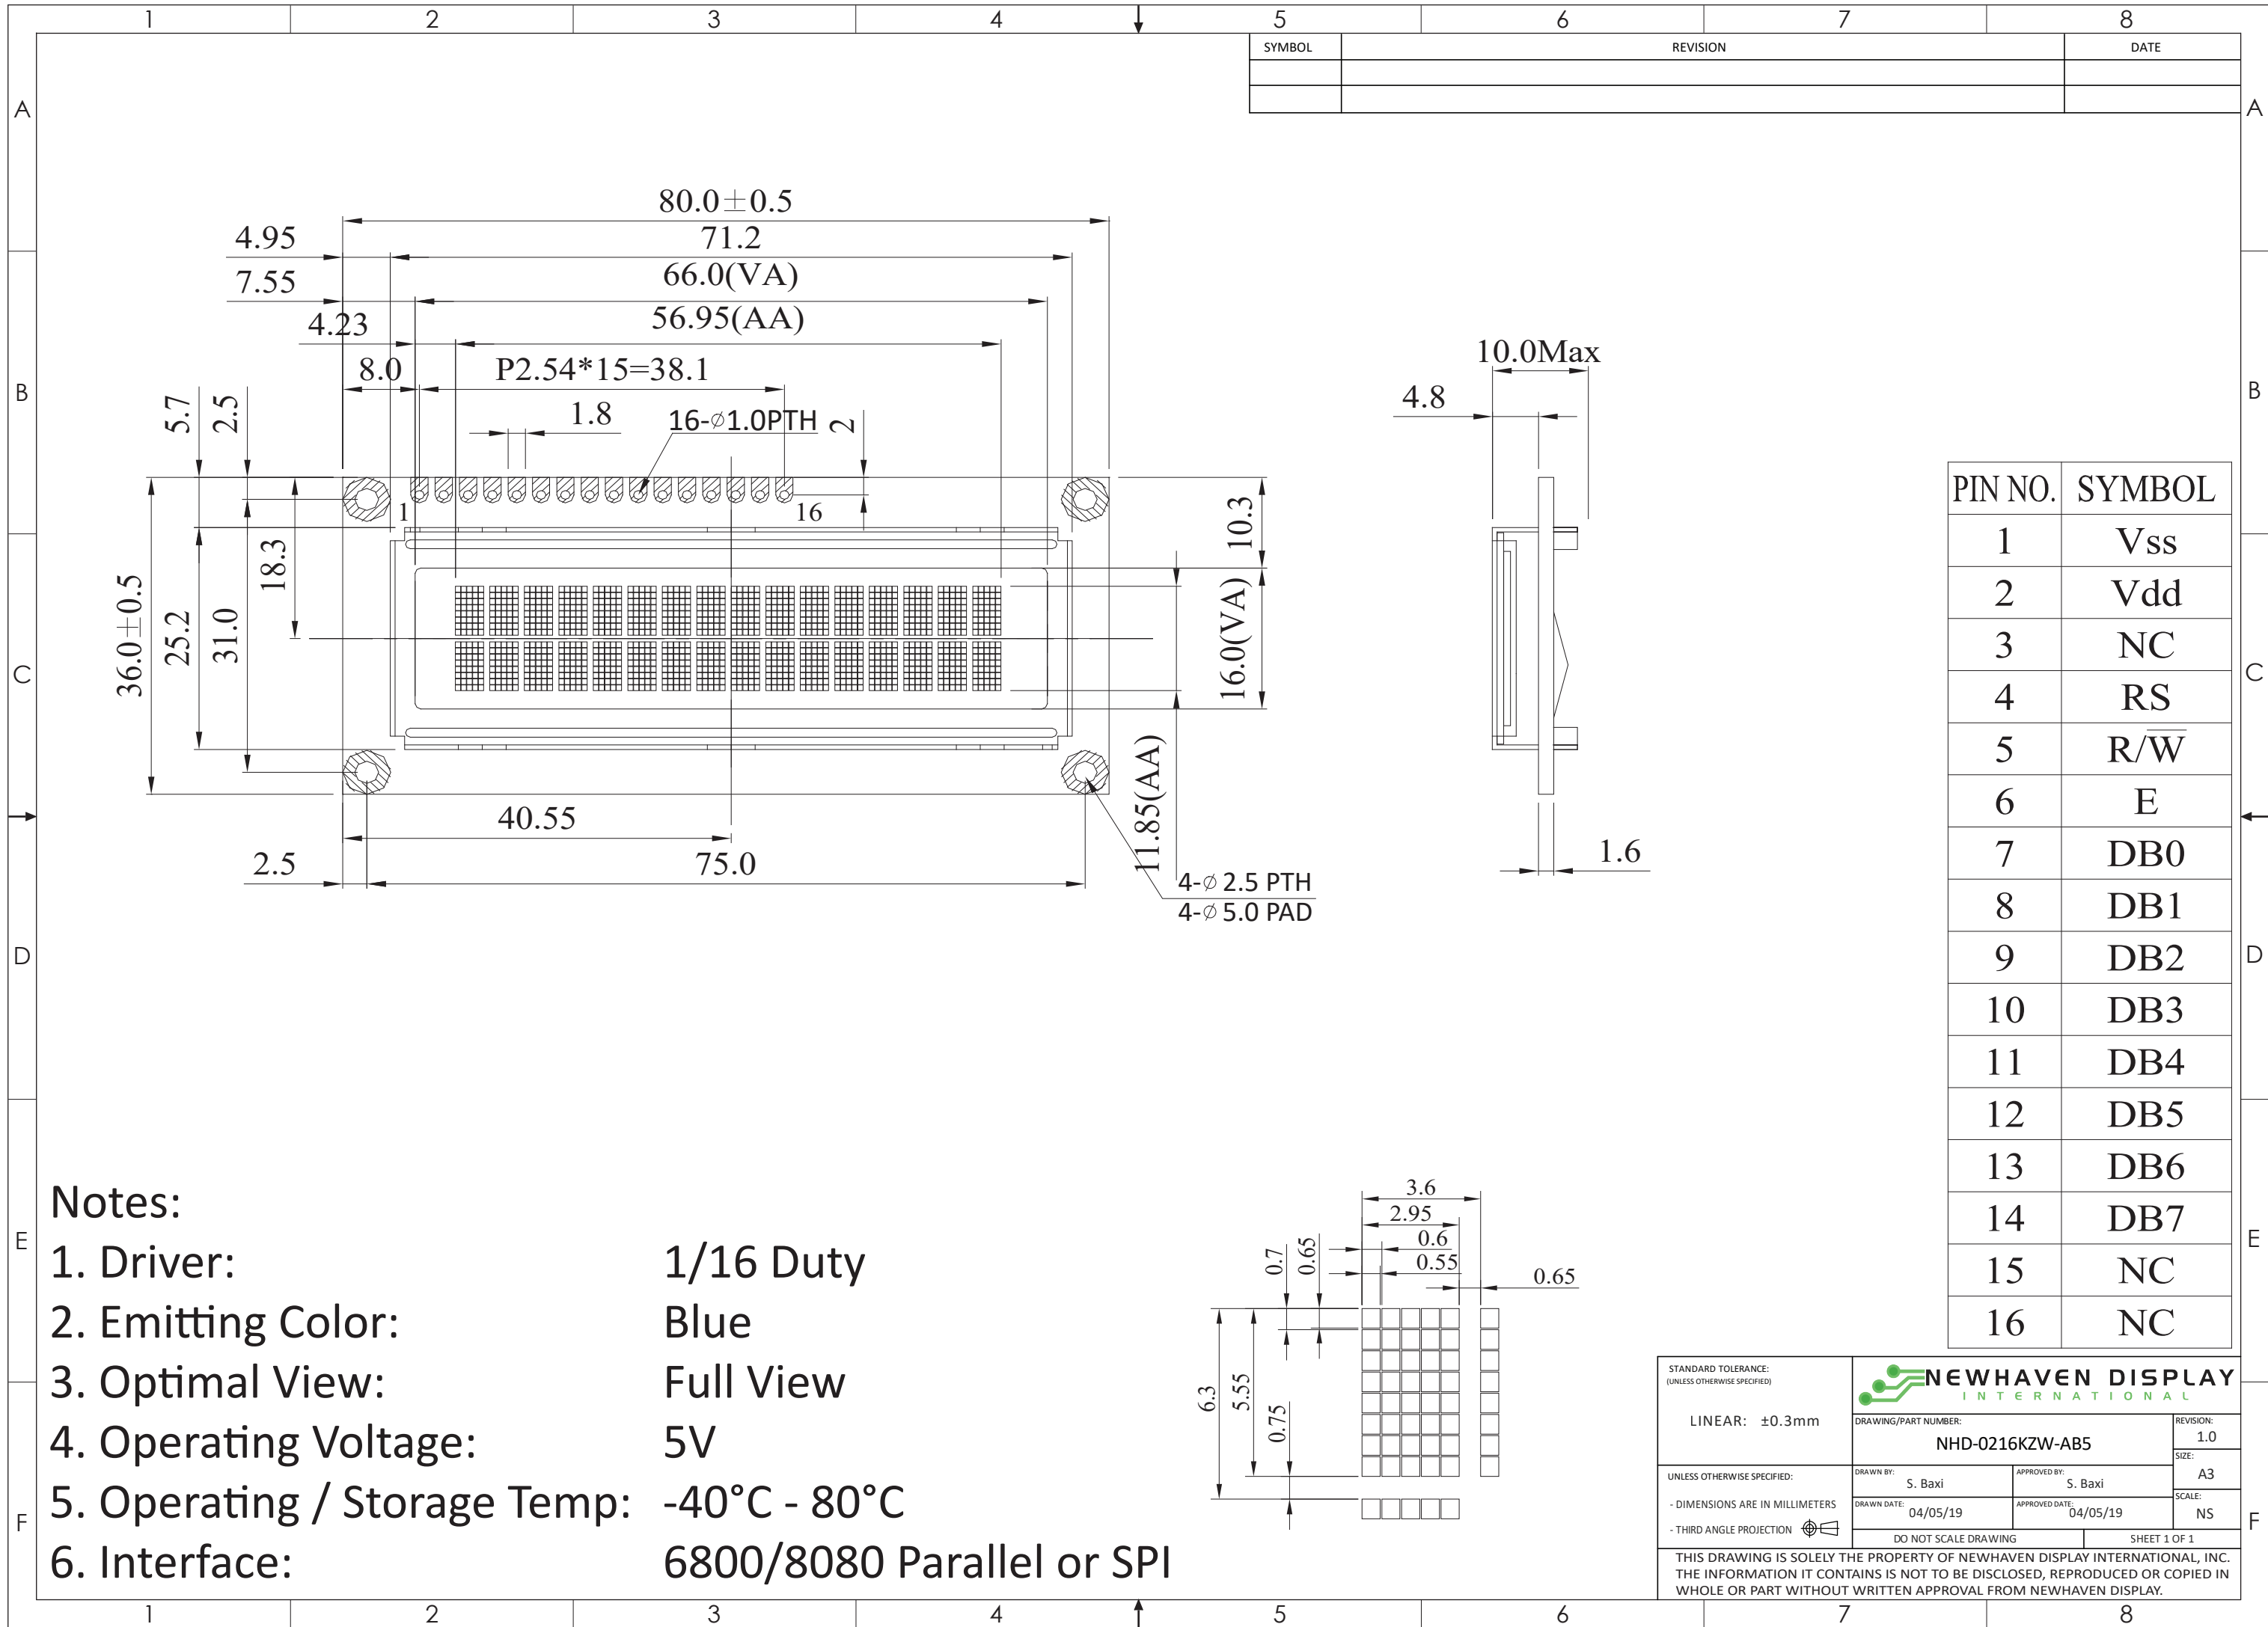 1 2 3 4 5 6 7 8
SYMBOL REVISION DATE
A A
80.0±0.5
4.95 71.2
7.55 66.0(VA)
4.23 56.95(AA)
8.0 P2.54*15=38.1
1.8 16-⌀1.0PTH 2
5.7 2.5
B B
1 16
10.3
18.3
36.0±0.5
25.2
31.0
16.0(VA)
11.85(AA)
C C
40.55
2.5 75.0
4-⌀ 2.5 PTH
4-⌀ 5.0 PAD
10.0Max
4.8
1.6
D D
PIN NO. SYMBOL
1 Vss
2 Vdd
3 NC
4 RS
5 R/W̅
6 E
7 DB0
8 DB1
9 DB2
10 DB3
11 DB4
12 DB5
13 DB6
14 DB7
15 NC
16 NC
E E
Notes:
1. Driver: 1/16 Duty
2. Emitting Color: Blue
3. Optimal View: Full View
4. Operating Voltage: 5V
5. Operating / Storage Temp: -40°C - 80°C
6. Interface: 6800/8080 Parallel or SPI
3.6
2.95
0.6
0.55
0.65
0.7 0.65
6.3 5.55 0.75
F F
STANDARD TOLERANCE:
(UNLESS OTHERWISE SPECIFIED)
LINEAR: ±0.3mm
UNLESS OTHERWISE SPECIFIED:
- DIMENSIONS ARE IN MILLIMETERS
- THIRD ANGLE PROJECTION
NEWHAVEN DISPLAY
INTERNATIONAL
DRAWING/PART NUMBER:
NHD-0216KZW-AB5
REVISION:
1.0
SIZE:
A3
DRAWN BY:
S. Baxi
APPROVED BY:
S. Baxi
DRAWN DATE:
04/05/19
APPROVED DATE:
04/05/19
SCALE:
NS
DO NOT SCALE DRAWING SHEET 1 OF 1
THIS DRAWING IS SOLELY THE PROPERTY OF NEWHAVEN DISPLAY INTERNATIONAL, INC.
THE INFORMATION IT CONTAINS IS NOT TO BE DISCLOSED, REPRODUCED OR COPIED IN
WHOLE OR PART WITHOUT WRITTEN APPROVAL FROM NEWHAVEN DISPLAY.
1 2 3 4 5 6 7 8